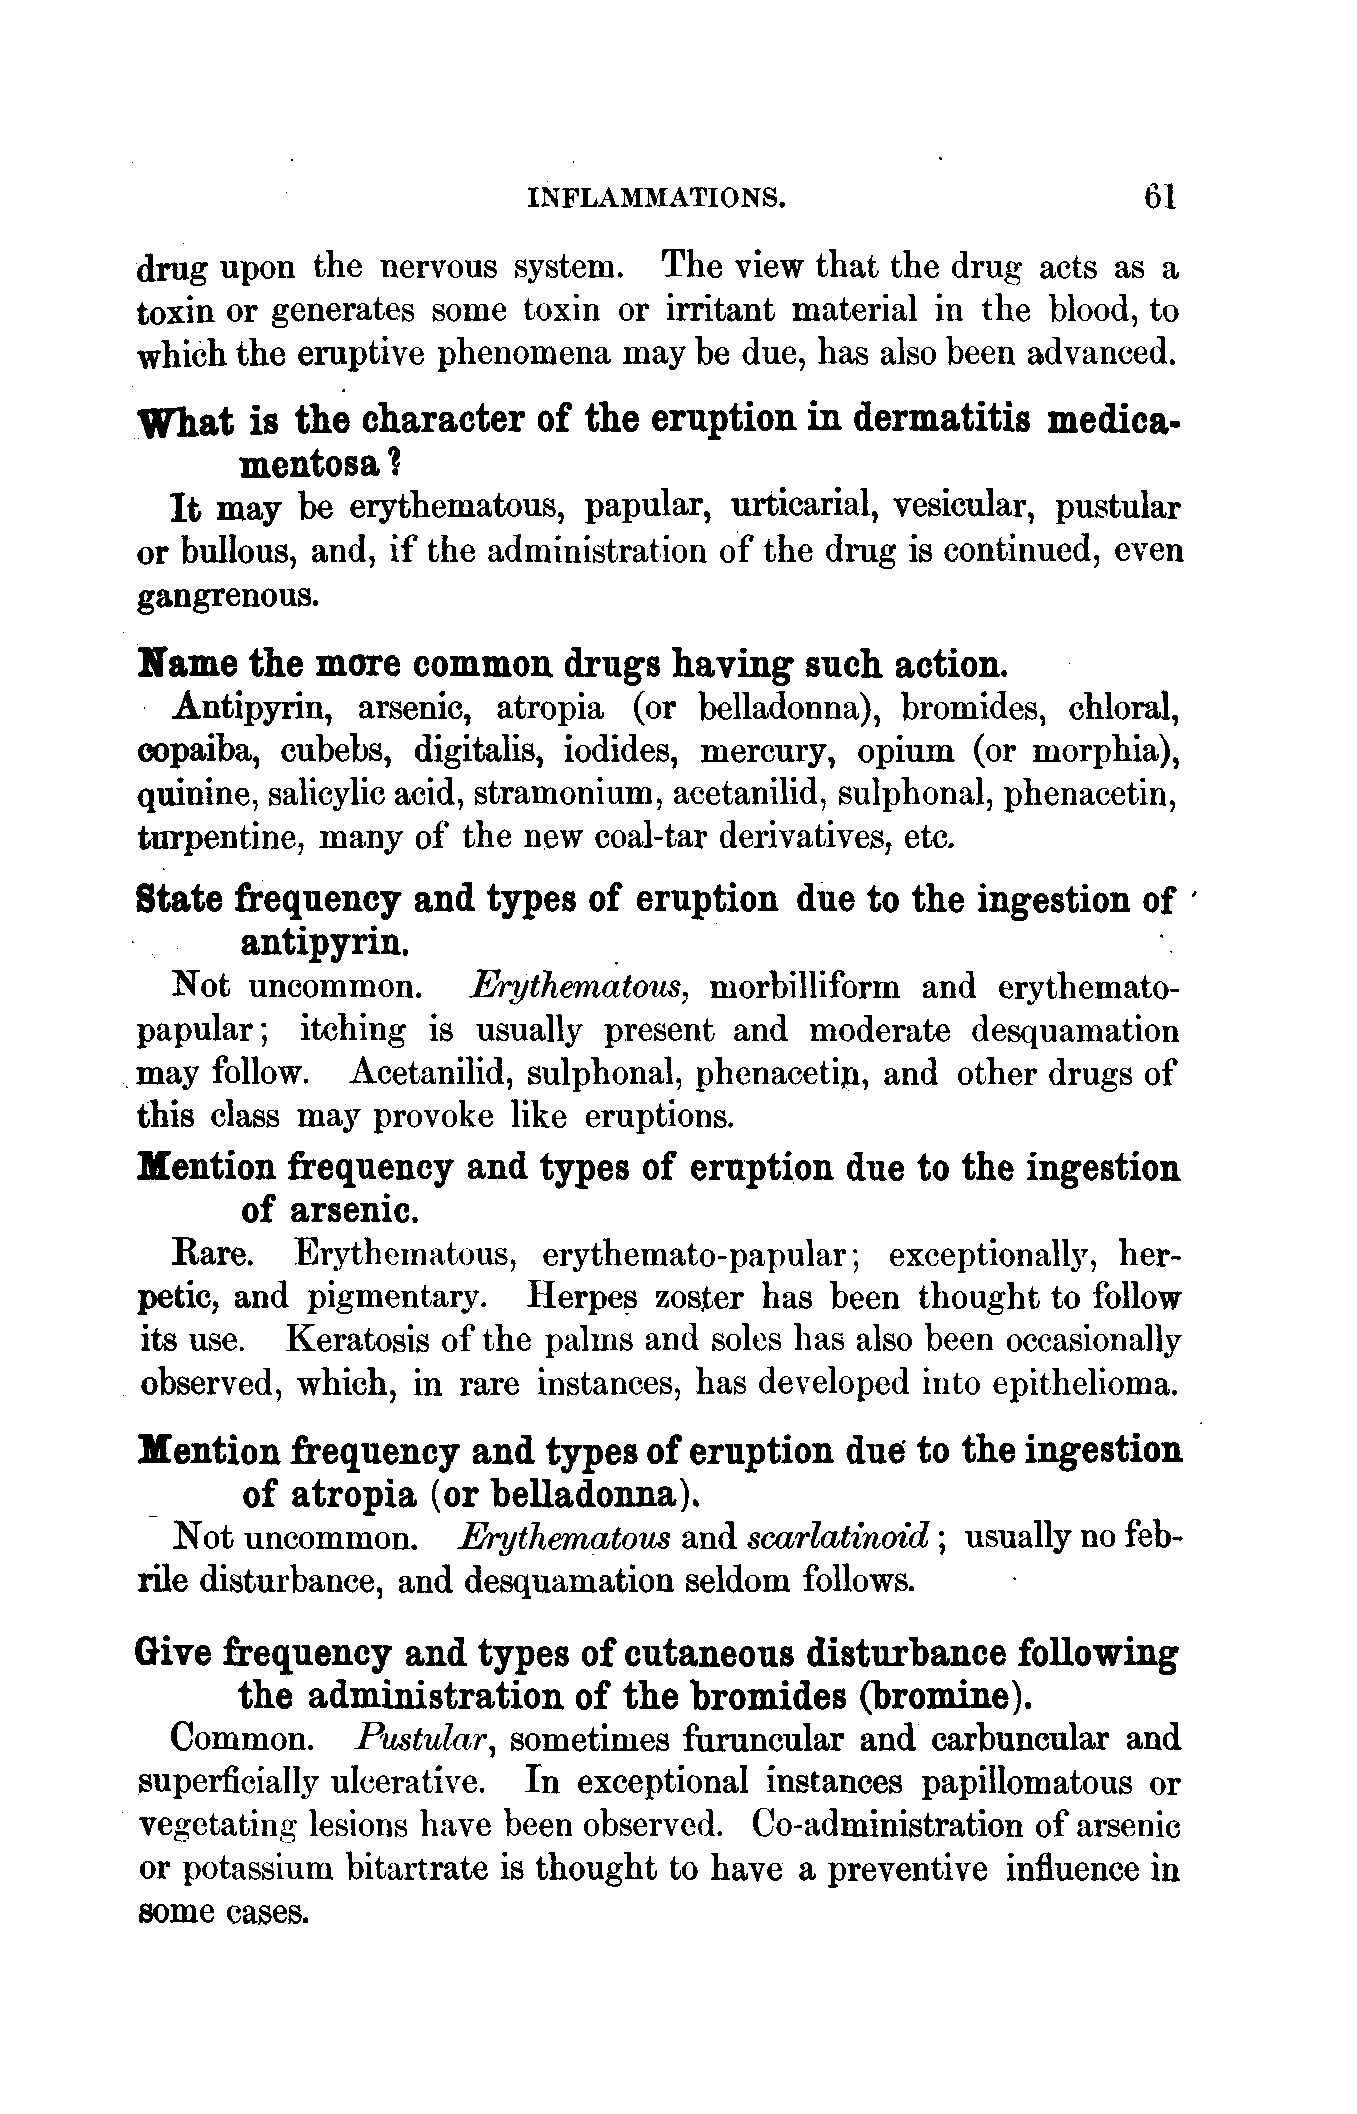 INFLAMMATIONS. 61
drug upon the nervous system. The view that the drug acts as a
toxin or generates some toxin or irritant material in the blood, to
which the eruptive phenomena may be due, has also been advanced.
What is the character of the eruption in dermatitis medica-
mentosa?
It may be erythematous, papular, urticarial, vesicular, pustular
or bullous, and, if the administration of the drug is continued, even
gangrenous.
Name the more common drugs having such action.
Antipyrin, arsenic, atropia (or belladonna), bromides, chloral,
copaiba, cubebs, digitalis, iodides, mercury, opium (or morphia),
quinine, salicylic acid, stramonium, acetanilid, sulphonal, phenacetin,
turpentine, many of the new coal-tar derivatives, etc.
State frequency and types of eruption due to the ingestion of
antipyrin.
Not uncommon. Erythematous, morbilliform and erythemato-
papular; itching is usually present and moderate desquamation
may follow. Acetanilid, sulphonal, phenacetin, and other drugs of
this class may provoke like eruptions.
Mention frequency and types of eruption due to the ingestion
of arsenic.
Rare. Erythematous, erythemato-papular; exceptionally, her-
petic, and pigmentary. Herpes zoster has been thought to follow
its use. Keratosis of the palms and soles has also been occasionally
observed, which, in rare instances, has developed into epithelioma.
Mention frequency and types of eruption due to the ingestion
of atropia (or belladonna).
Not uncommon. Erythematous and scarlatinoid; usually no feb-
rile disturbance, and desquamation seldom follows.
Give frequency and types of cutaneous disturbance following
the administration of the bromides (bromine).
Common. Pustular, sometimes furuncular and carbuncular and
superficially ulcerative. In exceptional instances papillomatous or
vegetating lesions have been observed. Co-administration of arsenic
or potassium bitartrate is thought to have a preventive influence in
some cases.